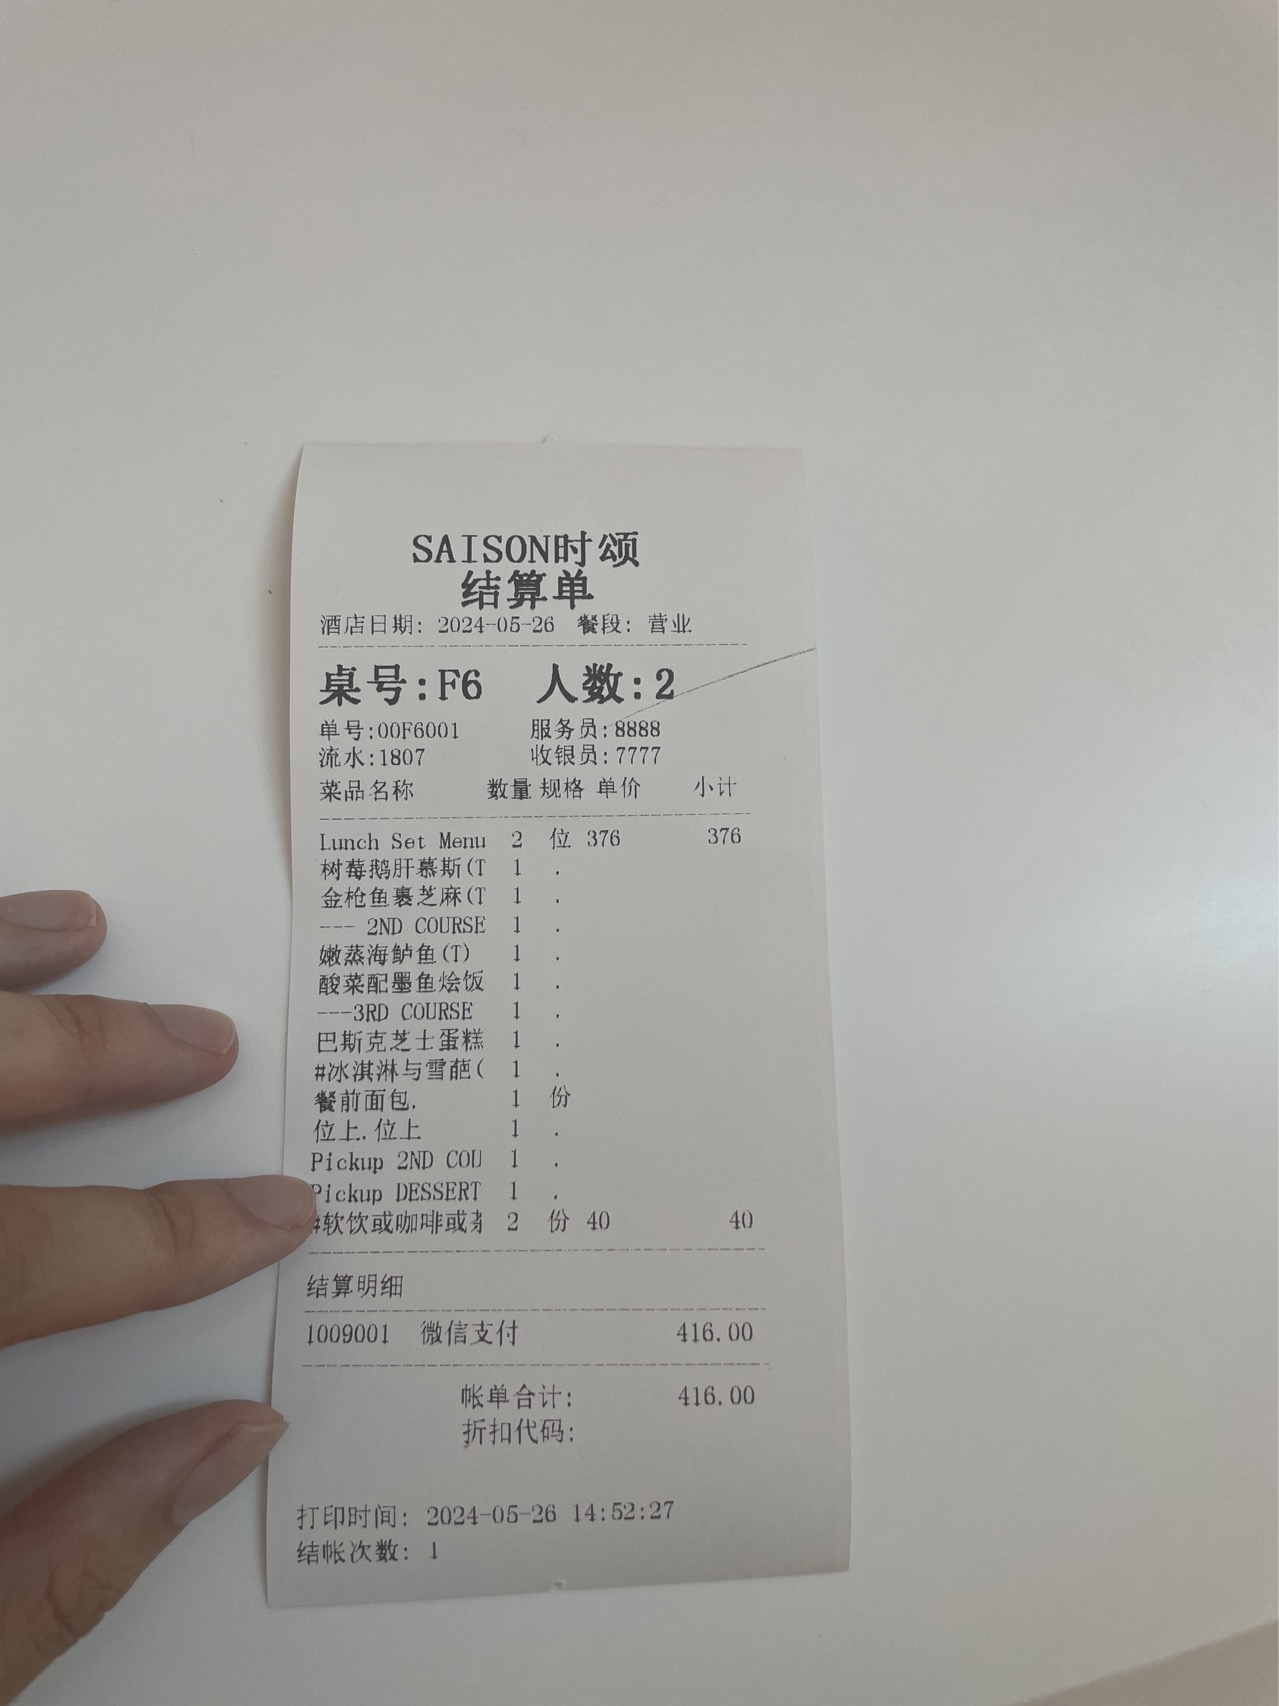 SAISON时颂
结算单
酒店日期: 2024-05-26 餐段: 营业
桌号:F6 人数:2
单号:00F6001 服务员:8888
流水:1807 收银员:7777
菜品名称 数量 规格 单价 小计
Lunch Set Menu 2 位 376 376
树莓鹅肝慕斯(T 1 .
金枪鱼裹芝麻(T 1 .
--- 2ND COURSE 1 .
嫩蒸海鲈鱼(T) 1 .
酸菜配墨鱼烩饭 1 .
---3RD COURSE 1 .
巴斯克芝士蛋糕 1 .
#冰淇淋与雪葩( 1 .
餐前面包. 1 份
位上.位上 1 .
Pickup 2ND COU 1 .
Pickup DESSERT 1 .
#软饮或咖啡或 2 份 40 40
结算明细
1009001 微信支付 416.00
帐单合计: 416.00
折扣代码:
打印时间: 2024-05-26 14:52:27
结帐次数: 1